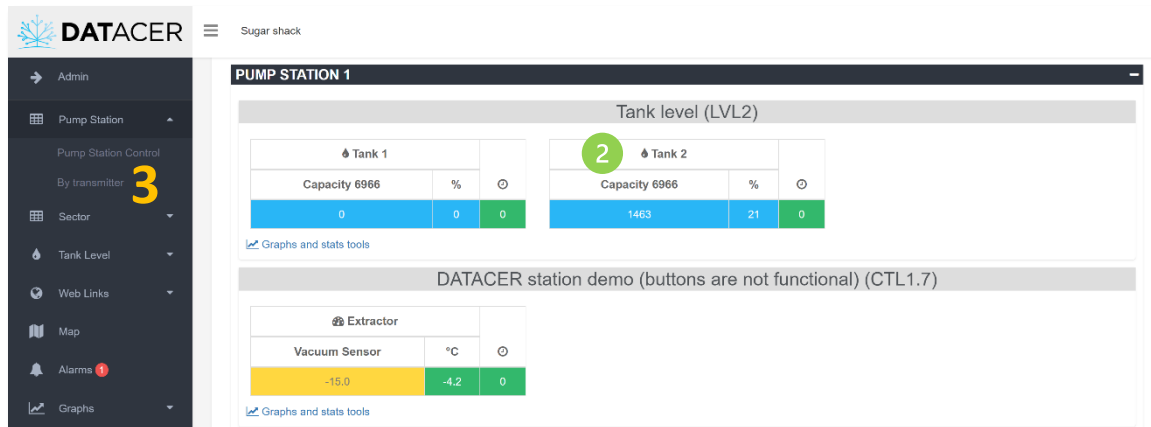 DATACER
Sugar shack
Admin
Pump Station
Pump Station Control
By transmitter
3
Sector
Tank Level
Web Links
Map
Alarms 1
Graphs
PUMP STATION 1
Tank level (LVL2)
Tank 1
Capacity 6966 %
0 0 0
2 Tank 2
Capacity 6966 %
1463 21 0
Graphs and stats tools
DATACER station demo (buttons are not functional) (CTL1.7)
Extractor
Vacuum Sensor °C
-15.0 -4.2 0
Graphs and stats tools